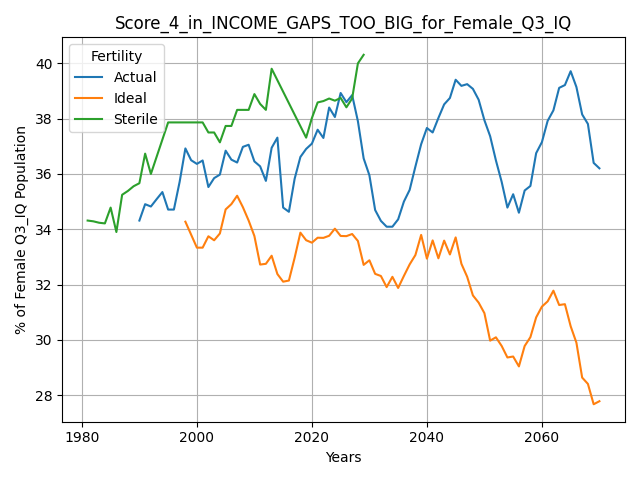 Score_4_in_INCOME_GAPS_TOO_BIG_for_Female_Q3_IQ
Fertility
Actual
Ideal
Sterile
% of Female Q3_IQ Population
40
38
36
34
32
30
28
1980 2000 2020 2040 2060
Years